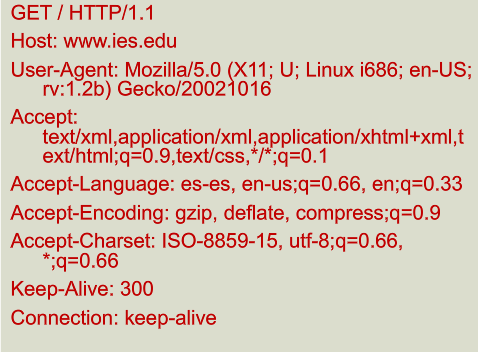 GET / HTTP/1.1
Host: www.ies.edu
User-Agent: Mozilla/5.0 (X11; U; Linux i686; en-US;
rv:1.2b) Gecko/20021016
Accept:
text/xml,application/xml,application/xhtml+xml,t
ext/html;q=0.9,text/css,*/*;q=0.1
Accept-Language: es-es, en-us;q=0.66, en;q=0.33
Accept-Encoding: gzip, deflate, compress;q=0.9
Accept-Charset: ISO-8859-15, utf-8;q=0.66,
*;q=0.66
Keep-Alive: 300
Connection: keep-alive